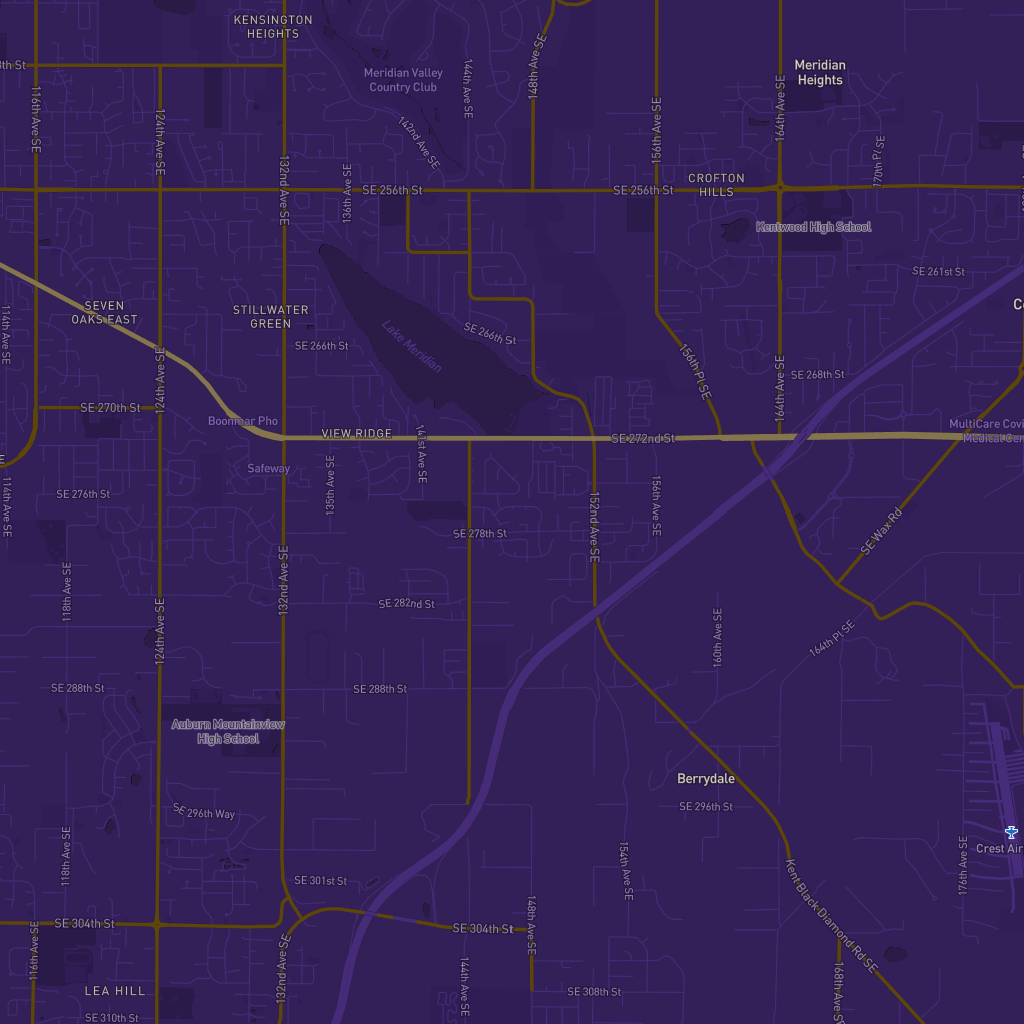 KENSINGTON
HEIGHTS
148th Ave SE
144th Ave SE
Meridian Valley
Country Club
Meridian
Heights
116th Ave SE
124th Ave SE
142nd Ave SE
156th Ave SE
164th Ave SE
170th Pl SE
132nd Ave SE
136th Ave SE
SE 256th St
SE 256th St
CROFTON
HILLS
Kentwood High School
SE 261st St
SEVEN
OAKS EAST
STILLWATER
GREEN
114th Ave SE
SE 266th St
Lake Meridian
SE 266th St
156th Pl SE
SE 268th St
124th Ave SE
164th Ave SE
SE 270th St
Boonmar Pho
VIEW RIDGE
141st Ave SE
SE 272nd St
MultiCare Covi
Medical Cen
Safeway
135th Ave SE
114th Ave SE
SE 276th St
152nd Ave SE
156th Ave SE
SE 278th St
SE Wax Rd
118th Ave SE
132nd Ave SE
124th Ave SE
SE 282nd St
160th Ave SE
164th Pl SE
SE 288th St
SE 288th St
Auburn Mountainview
High School
Berrydale
SE 296th Way
SE 296th St
Crest Air
118th Ave SE
154th Ave SE
176th Ave SE
SE 301st St
Kent Black Diamond Rd SE
SE 304th St
SE 304th St
148th Ave SE
116th Ave SE
132nd Ave SE
144th Ave SE
168th Ave SE
LEA HILL
SE 308th St
SE 310th St